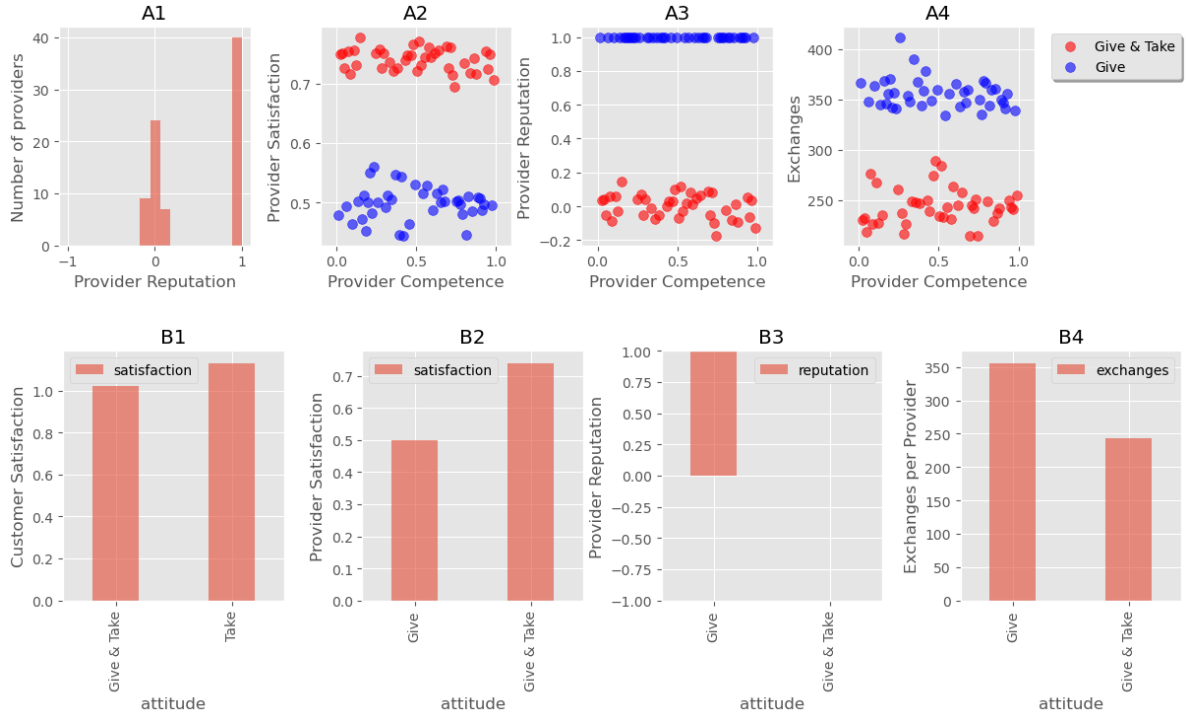 A1
Number of providers
40
30
20
10
0
−1
0
1
Provider Reputation
A2
Provider Satisfaction
0.7
0.6
0.5
0.0
0.5
1.0
Provider Competence
A3
Provider Reputation
1.0
0.8
0.6
0.4
0.2
0.0
−0.2
0.0
0.5
1.0
Provider Competence
A4
Exchanges
400
350
300
250
0.0
0.5
1.0
Provider Competence
Give & Take
Give
B1
satisfaction
Customer Satisfaction
1.0
0.8
0.6
0.4
0.2
0.0
Give & Take
Take
attitude
B2
satisfaction
Provider Satisfaction
0.7
0.6
0.5
0.4
0.3
0.2
0.1
0.0
Give
Give & Take
attitude
B3
reputation
Provider Reputation
1.00
0.75
0.50
0.25
0.00
−0.25
−0.50
−0.75
−1.00
Give
Give & Take
attitude
B4
exchanges
Exchanges per Provider
350
300
250
200
150
100
50
0
Give
Give & Take
attitude